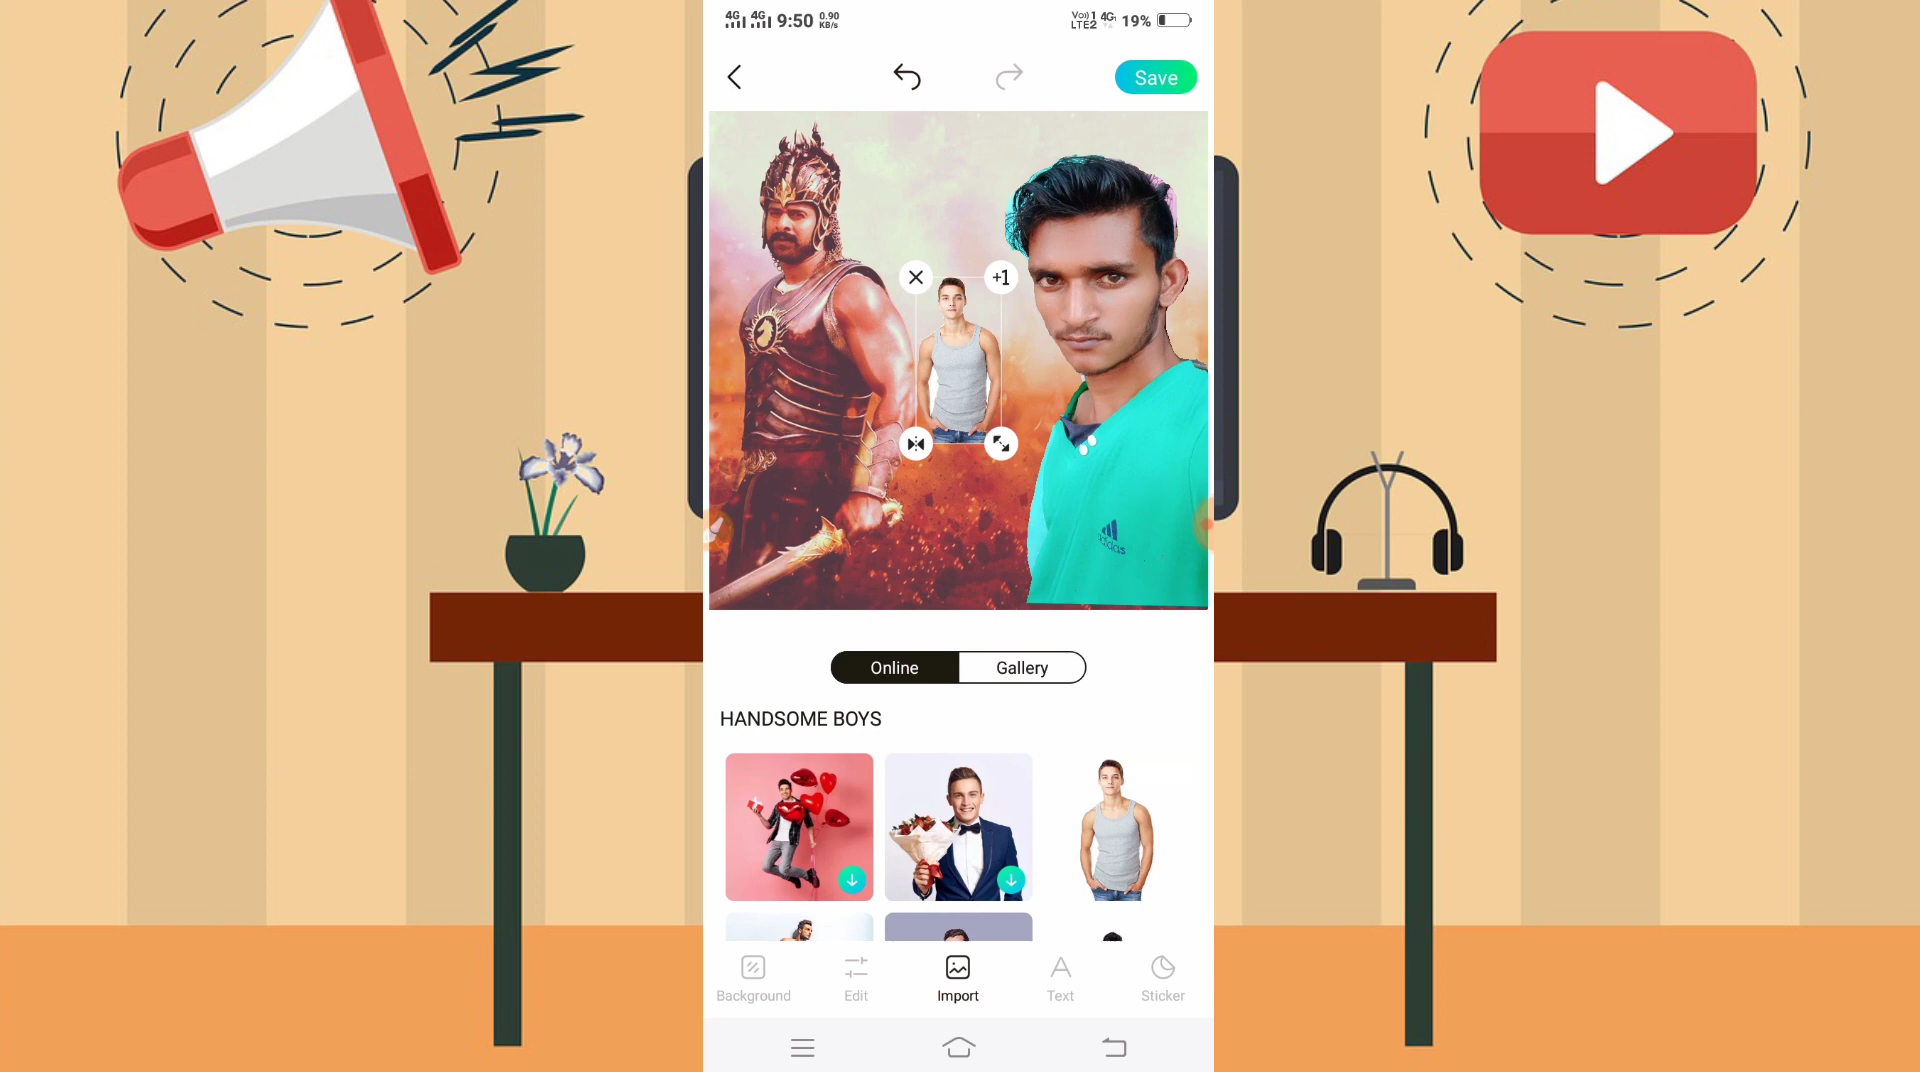 4G 4G 9:50 0.90 KB/s
Vo) 1 LTE2 4G 19%
Save
+1
adidas
Online Gallery
HANDSOME BOYS
Background Edit Import Text Sticker